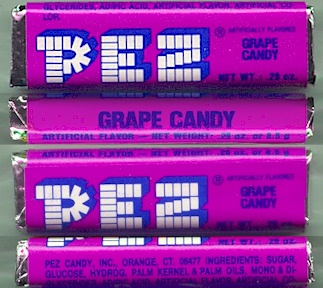 GLYCERIDES, ADIPIC ACID, ARTIFICIAL FLAVOR, ARTIFICIAL CO-
LOR.
PEZ
®
ARTIFICIALLY FLAVORED
GRAPE
CANDY
NET WT.: .29 oz.
GRAPE CANDY
ARTIFICIAL FLAVOR — NET WEIGHT: .29 oz. or 8.5 g
ARTIFICIAL FLAVOR — NET WEIGHT: .29 oz. or 8.5 g
PEZ
®
ARTIFICIALLY FLAVORED
GRAPE
CANDY
NET WT.: .29 oz.
PEZ CANDY, INC., ORANGE, CT. 06477 INGREDIENTS: SUGAR,
GLUCOSE, HYDROG. PALM KERNEL & PALM OILS, MONO & DI-